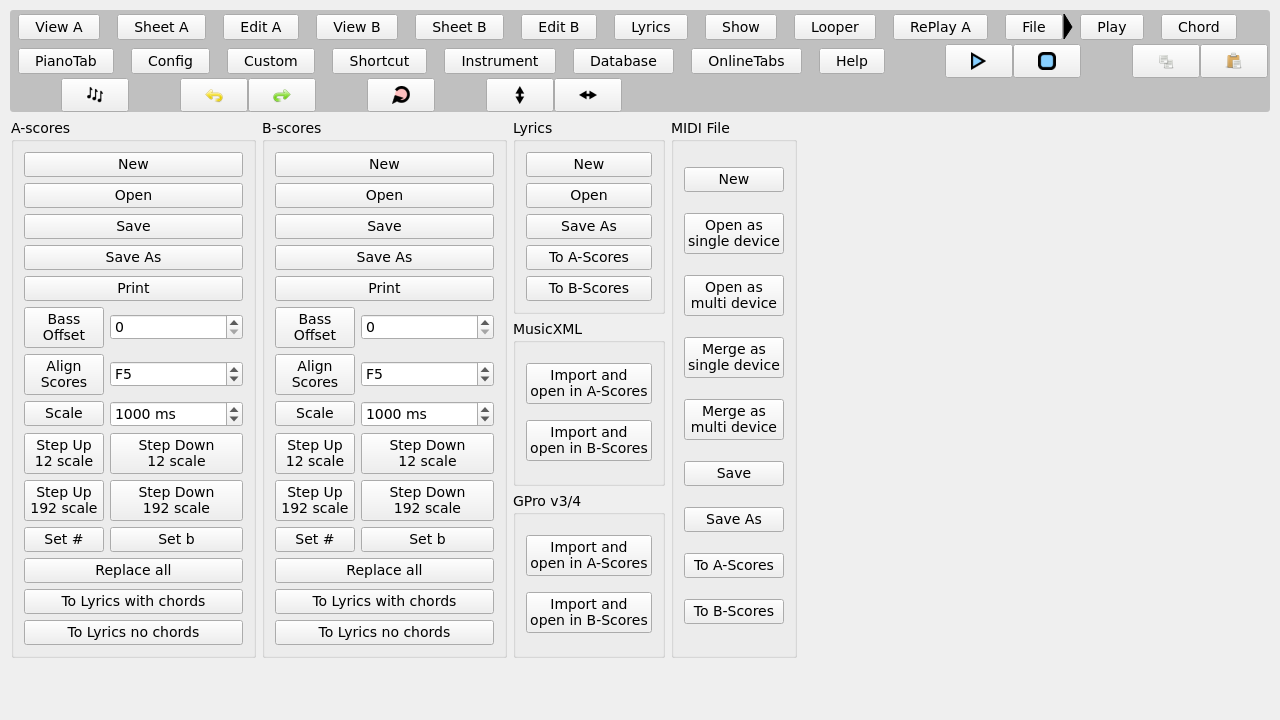 View A Sheet A Edit A View B Sheet B Edit B Lyrics Show Looper RePlay A File Play Chord
PianoTab Config Custom Shortcut Instrument Database OnlineTabs Help
A-scores
New
Open
Save
Save As
Print
Bass
Offset
0
Align
Scores
F5
Scale 1000 ms
Step Up
12 scale
Step Down
12 scale
Step Up
192 scale
Step Down
192 scale
Set # Set b
Replace all
To Lyrics with chords
To Lyrics no chords
B-scores
New
Open
Save
Save As
Print
Bass
Offset
0
Align
Scores
F5
Scale 1000 ms
Step Up
12 scale
Step Down
12 scale
Step Up
192 scale
Step Down
192 scale
Set # Set b
Replace all
To Lyrics with chords
To Lyrics no chords
Lyrics
New
Open
Save As
To A-Scores
To B-Scores
MusicXML
Import and
open in A-Scores
Import and
open in B-Scores
GPro v3/4
Import and
open in A-Scores
Import and
open in B-Scores
MIDI File
New
Open as
single device
Open as
multi device
Merge as
single device
Merge as
multi device
Save
Save As
To A-Scores
To B-Scores